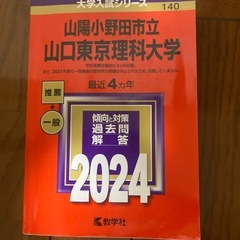 大学入試シリーズ
140
山陽小野田市立
山口東京理科大学
最近4カ年
推薦
+
一般
傾向と対策
過去問
解答
2024
教学社